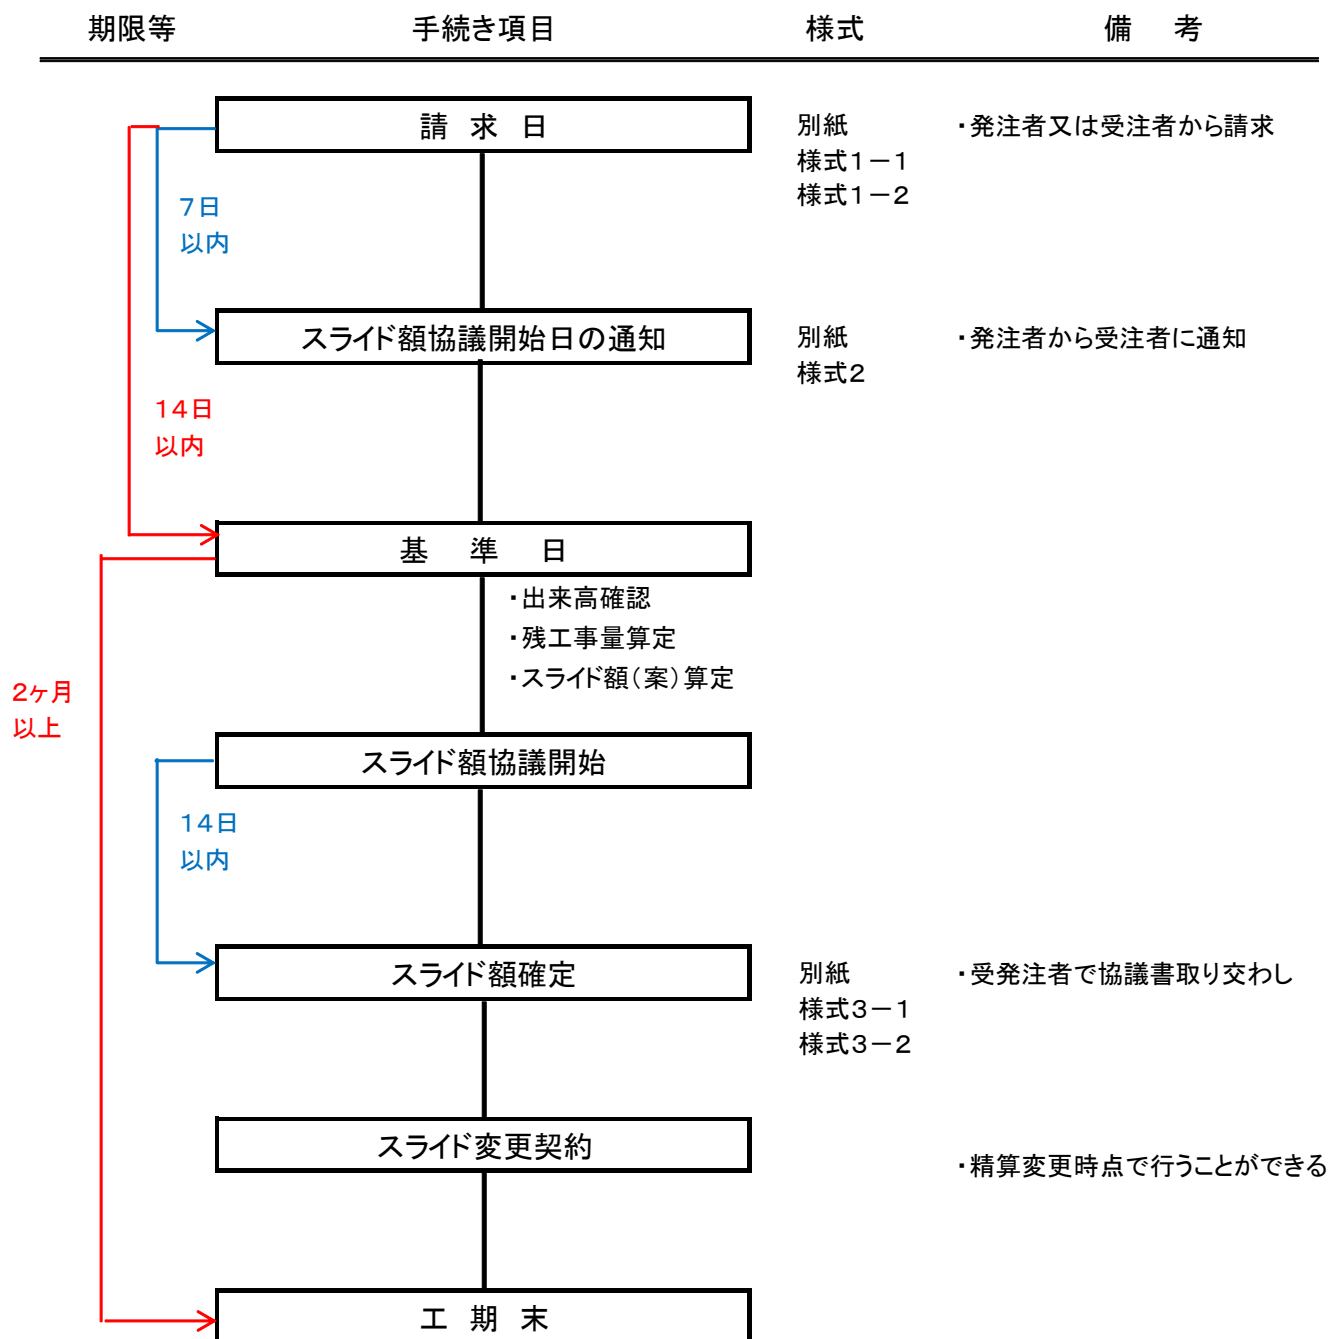 期限等 手続き項目 様式 備　考
請 求 日 別紙 ・発注者又は受注者から請求
様式1－1
様式1－2
7日
以内
スライド額協議開始日の通知 別紙 ・発注者から受注者に通知
様式2
14日
以内
基　準　日
・出来高確認
・残工事量算定
・スライド額（案）算定
2ヶ月
以上
スライド額協議開始
14日
以内
スライド額確定 別紙 ・受発注者で協議書取り交わし
様式3－1
様式3－2
スライド変更契約
・精算変更時点で行うことができる
工 期 末